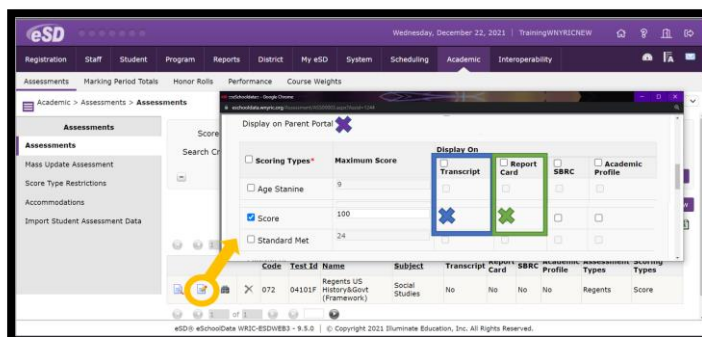 eSD
Wednesday, December 22, 2021 | TrainingWNYRICNEW
Registration Staff Student Program Reports District My eSD System Scheduling Academic Interoperability
Assessments Marking Period Totals Honor Rolls Performance Course Weights
Academic > Assessments > Assessments
Assessments
Assessments
Mass Update Assessment
Score Type Restrictions
Accommodations
Import Student Assessment Data
Score
Search Cr
Display on Parent Portal
Display On
Scoring Types* Maximum Score Transcript Report Card SBRC Academic Profile
Age Stanine 9
Score 100
Standard Met 24
Code Test Id Name Subject Transcript Report Card SBRC Academic Profile Assessment Types Scoring Types
072 04101F Regents US History&Govt (Framework) Social Studies No No No No Regents Score
1 of 1
eSD® eSchoolData WRIC-ESDWEB3 - 9.5.0 | © Copyright 2021 Illuminate Education, Inc. All Rights Reserved.